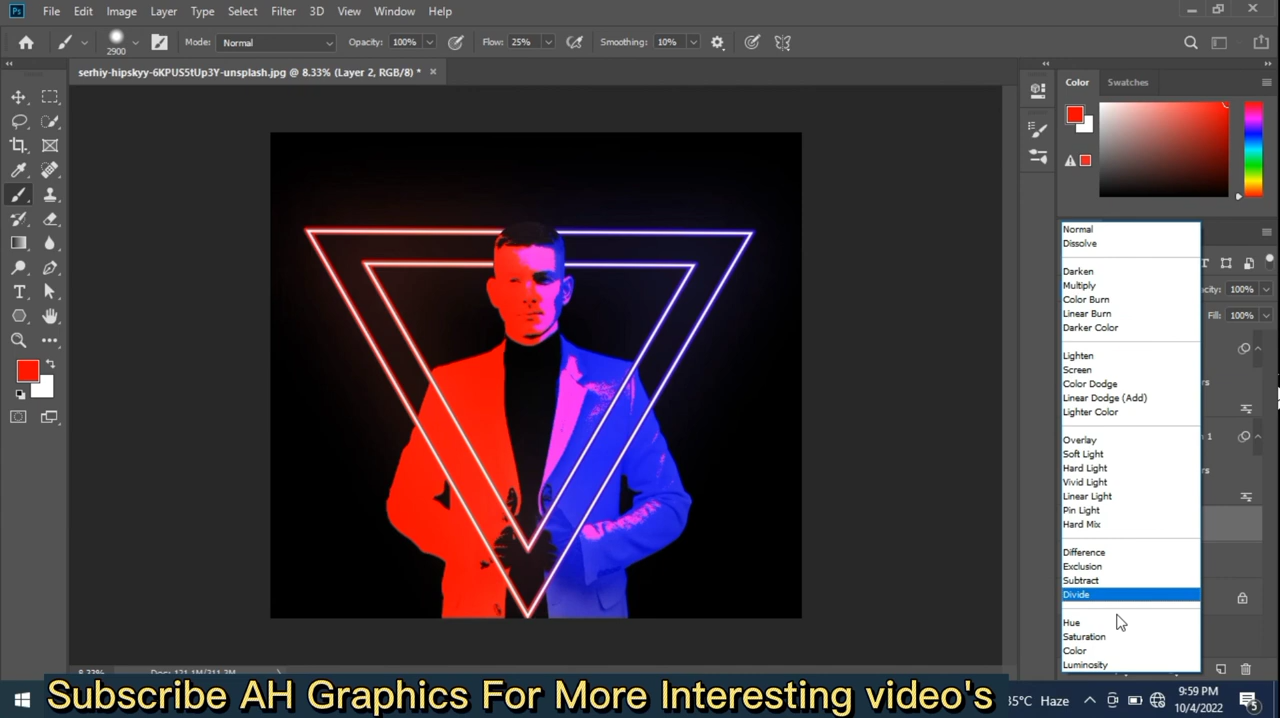 Ps File Edit Image Layer Type Select Filter 3D View Window Help
2900 Mode: Normal Opacity: 100% Flow: 25% Smoothing: 10%
serhiy-hipskyy-6KPUS5tUp3Y-unsplash.jpg @ 8.33% (Layer 2, RGB/8) * ×
Color Swatches
Normal
Dissolve
Darken
Multiply
Color Burn
Linear Burn
Darker Color
Lighten
Screen
Color Dodge
Linear Dodge (Add)
Lighter Color
Overlay
Soft Light
Hard Light
Vivid Light
Linear Light
Pin Light
Hard Mix
Difference
Exclusion
Subtract
Divide
Hue
Saturation
Color
Luminosity
100%
Fill: 100%
1
Subscribe AH Graphics For More Interesting video's
35°C Haze
9:59 PM
10/4/2022
5